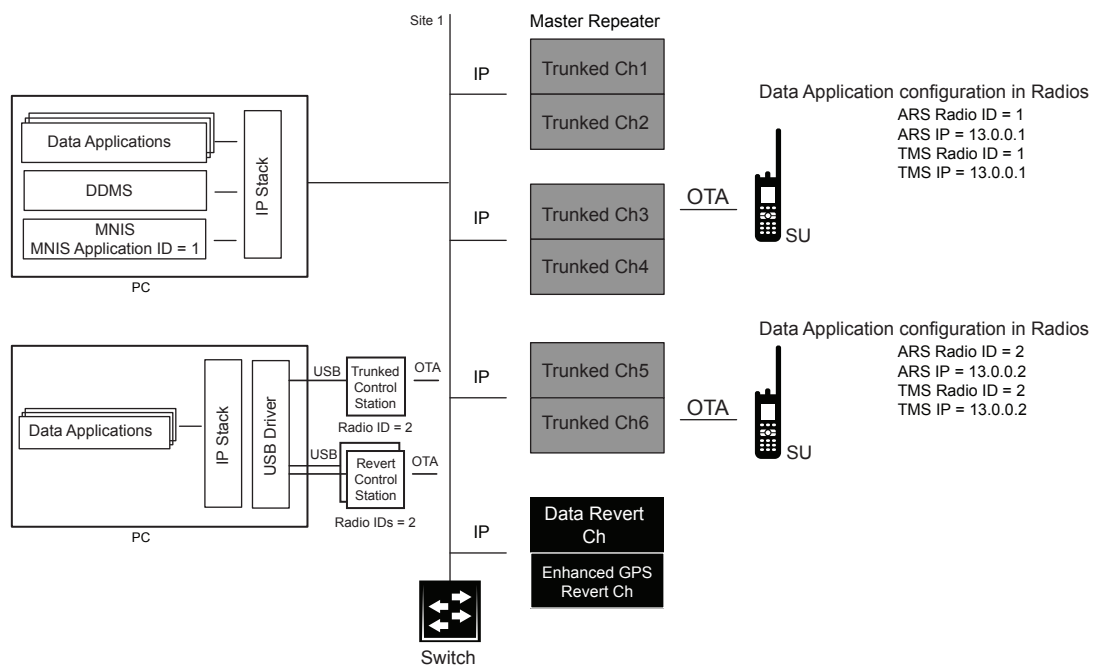 Site 1
Master Repeater
IP
Trunked Ch1
Trunked Ch2
Data Applications
DDMS
MNIS
MNIS Application ID = 1
IP Stack
PC
IP
Trunked Ch3
Trunked Ch4
OTA
Data Application configuration in Radios
ARS Radio ID = 1
ARS IP = 13.0.0.1
TMS Radio ID = 1
TMS IP = 13.0.0.1
SU
Data Applications
IP Stack
USB Driver
USB
Trunked
Control
Station
OTA
Radio ID = 2
USB
Revert
Control
Station
OTA
Radio IDs = 2
PC
IP
Trunked Ch5
Trunked Ch6
OTA
Data Application configuration in Radios
ARS Radio ID = 2
ARS IP = 13.0.0.2
TMS Radio ID = 2
TMS IP = 13.0.0.2
SU
IP
Data Revert
Ch
Enhanced GPS
Revert Ch
Switch